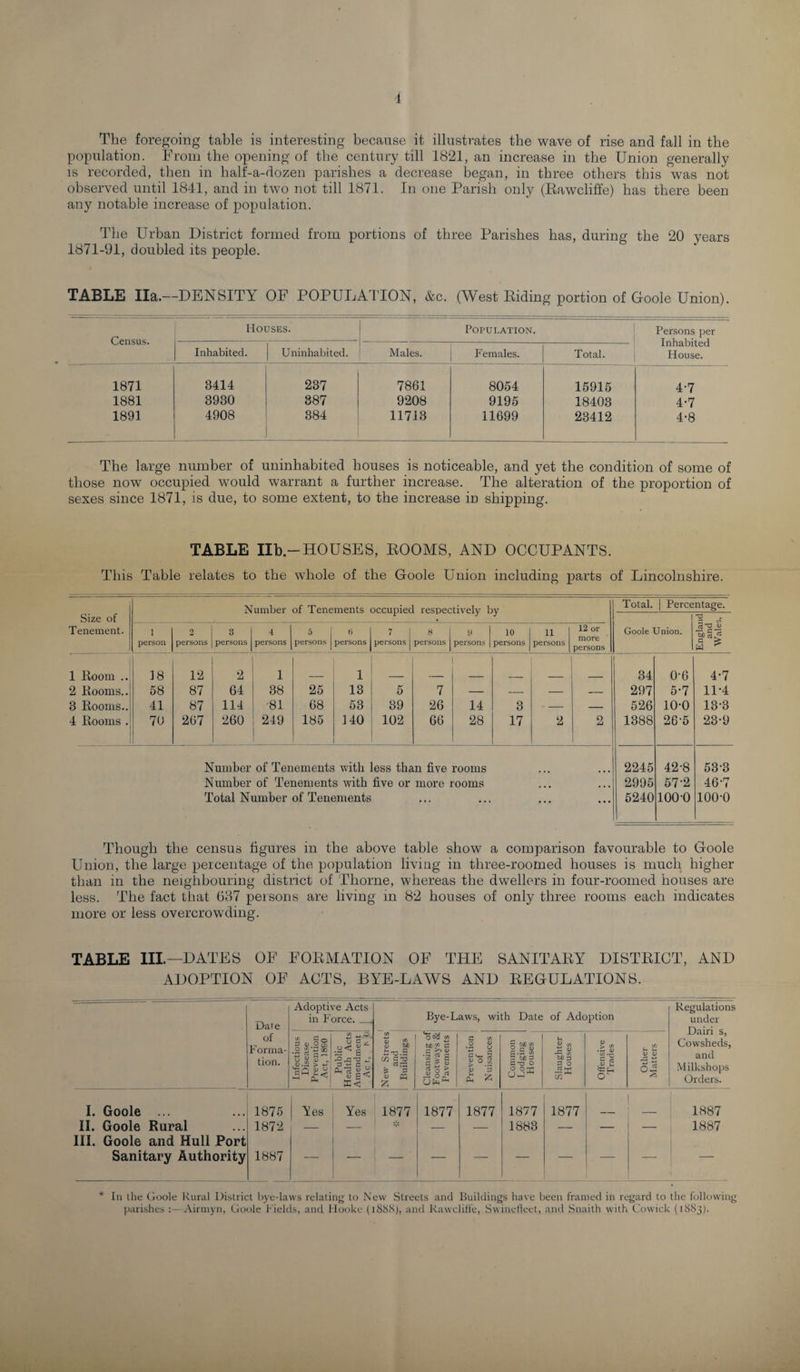 4
The foregoing table is interesting because it illustrates the wave of rise and fall in the
population. From the opening of the century till 1821, an increase in the Union generally
is recorded, then in half-a-dozen parishes a decrease began, in three others this was not
observed until 1841, and in two not till 1871. In one Parish only (Rawcliffe) has there been
any notable increase of population.
The Urban District formed from portions of three Parishes has, during the 20 years
1871-91, doubled its people.
TABLE IIa.—DENSITY OF POPULATION, &c. (West Riding portion of Goole Union).
Census. Houses. Population. Persons per Inhabited House.
Inhabited. Uninhabited. Males. Females. Total.
1871 3414 237 7861 8054 15915 4·7
1881 3930 387 9208 9195 18403 4·7
1891 4908 384 11713 11699 23412 4·8
The large number of uninhabited houses is noticeable, and yet the condition of some of
those now occupied would warrant a further increase. The alteration of the proportion of
sexes since 1871, is due, to some extent, to the increase in shipping.
TABLE IIb.—HOUSES, ROOMS, AND OCCUPANTS.
This Table relates to the whole of the Goole Union including parts of Lincolnshire.
Size of Tenement. Number of Tenements occupied respectively by Total. Percentage.
1 person 2 persons 3 persons 4 persons 5 persons 6 persons 7 persons 8 persons 9 persons 10 persons 11 persons 12 or more persons Goole Union. England and Wales.
1 Room .. 18 12 2 1 — 1 — — — — — — 34 0·6 4·7
2 Rooms.. 58 87 64 38 25 13 5 7 — — — — 297 5·7 11·4
3 Rooms.. 41 87 114 81 68 53 39 26 14 3 — — 526 10·0 13·3
4 Rooms . 70 267 260 249 185 140 102 66 28 17 2 2 1388 26·5 23·9
Number of Tenements with less than five rooms ... ... 2245 42·8 53·3
Number of Tenements with five or more rooms ... ... 2995 57·2 46·7
Total Number of Tenements ... ... ... ... 5240 100·0 100·0
Though the census figures in the above table show a comparison favourable to Goole
Union, the large percentage of the population living in three-roomed houses is much higher
than in the neighbouring district of Thorne, whereas the dwellers in four-roomed houses are
less. The fact that 637 persons are living in 82 houses of only three rooms each indicates
more or less overcrowding.
TABLE III.—DATES OF FORMATION OF THE SANITARY DISTRICT, AND
ADOPTION OF ACTS, BYE-LAWS AND REGULATIONS.
Date of Formation. Adoptive Acts in Force. Bye-Laws, with Date of Adoption Regulations under Dairi s, Cowsheds, and Milkshops Orders.
Infectious Disease Prevention Act, 1890 Public Health Acts Amendment Act, New Streets and Buildings Cleansing of Footways & Pavements Prevention of Nuisances Common Lodging Houses Slaughter Houses Offensive Trades Other Matters
I. Goole ... ... 1875 Yes Yes 1877 1877 1877 1877 1877 — — 1887
II. Goole Rural ... 1872 — — * — — 1883 — — — 1887
III. Goole and Hull Port
Sanitary Authority 1887 — — — — — — — — — —
* In the Goole Rural District bye-laws relating to New Streets and Buildings have been framed in regard to the following
parishes :—Airmyn, Goole Fields, and Hooke (1888), and Rawcliffe, Swinefleet, and Snaith with Cowick (1883).